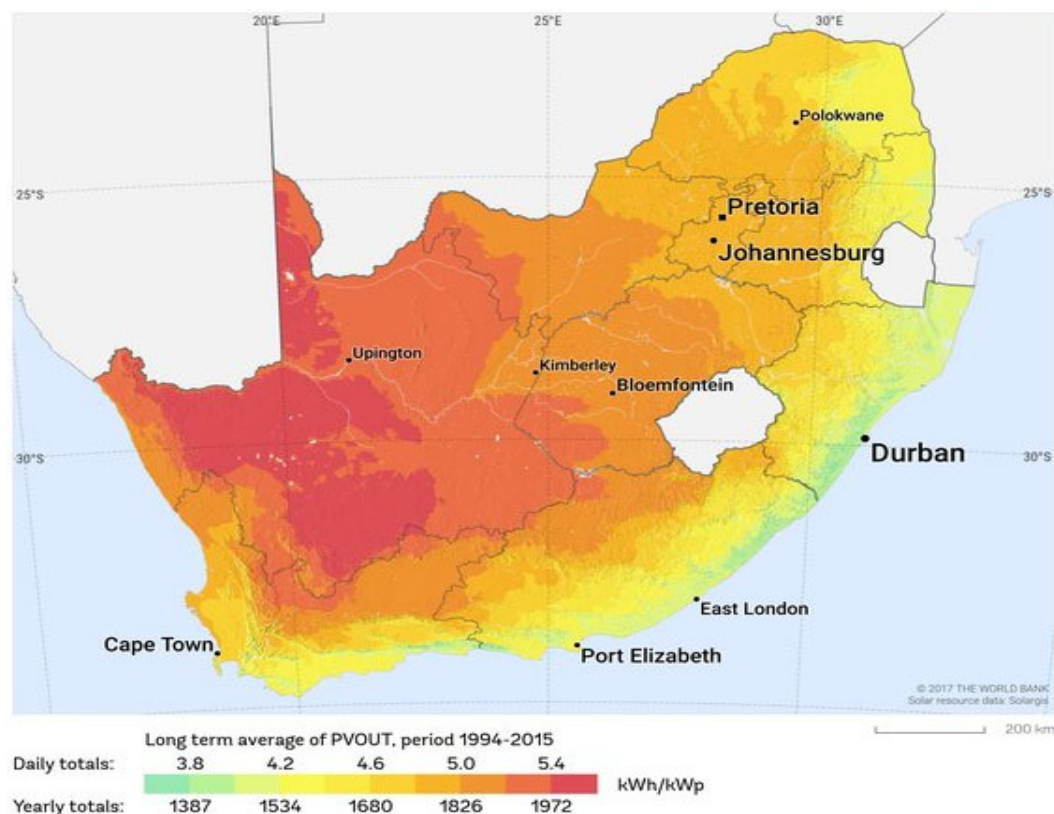 20°E 25°E 30°E
Polokwane
25°S 25°S
Pretoria
Johannesburg
Upington
Kimberley
Bloemfontein
30°S 30°S
Durban
East London
Cape Town
Port Elizabeth
© 2017 THE WORLD BANK
Solar resource data: Solargis
200 km
Long term average of PVOUT, period 1994-2015
Daily totals: 3.8 4.2 4.6 5.0 5.4
kWh/kWp
Yearly totals: 1387 1534 1680 1826 1972